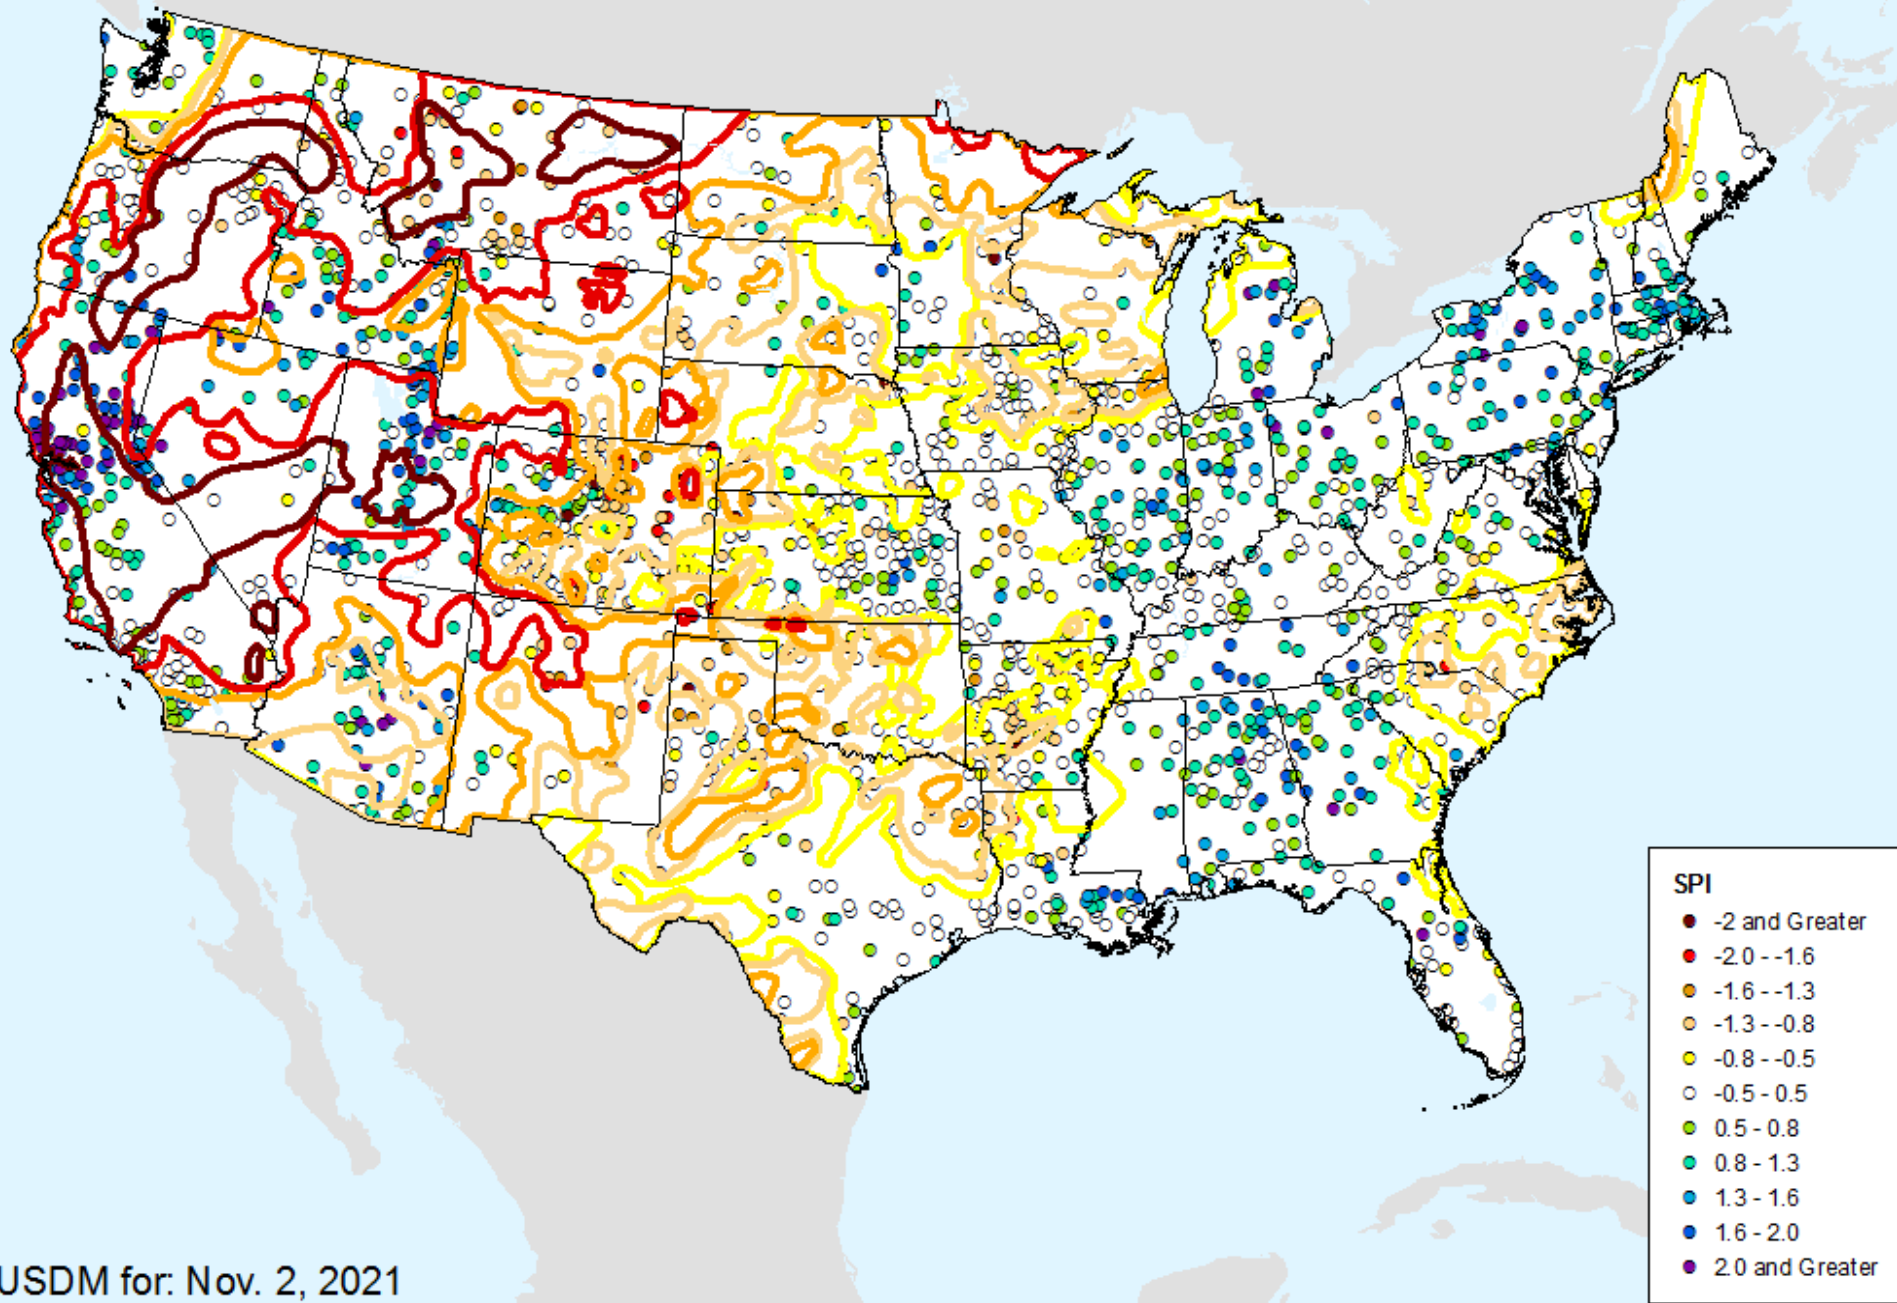 SPI
-2 and Greater
-2.0 - -1.6
-1.6 - -1.3
-1.3 - -0.8
-0.8 - -0.5
-0.5 - 0.5
0.5 - 0.8
0.8 - 1.3
1.3 - 1.6
1.6 - 2.0
2.0 and Greater
USDM for: Nov. 2, 2021